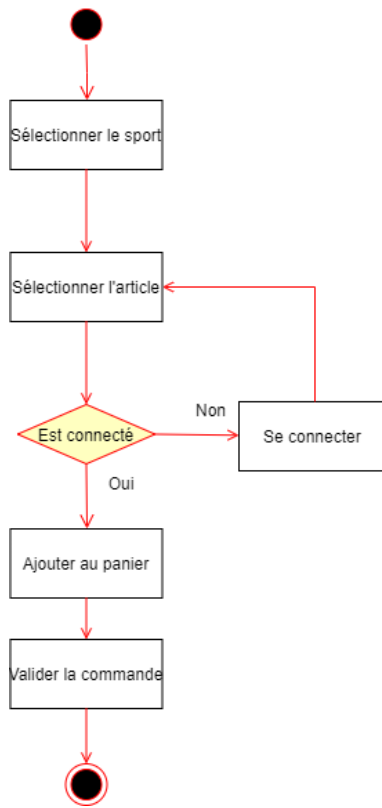 Sélectionner le sport
Sélectionner l'article
Est connecté
Non
Se connecter
Oui
Ajouter au panier
Valider la commande